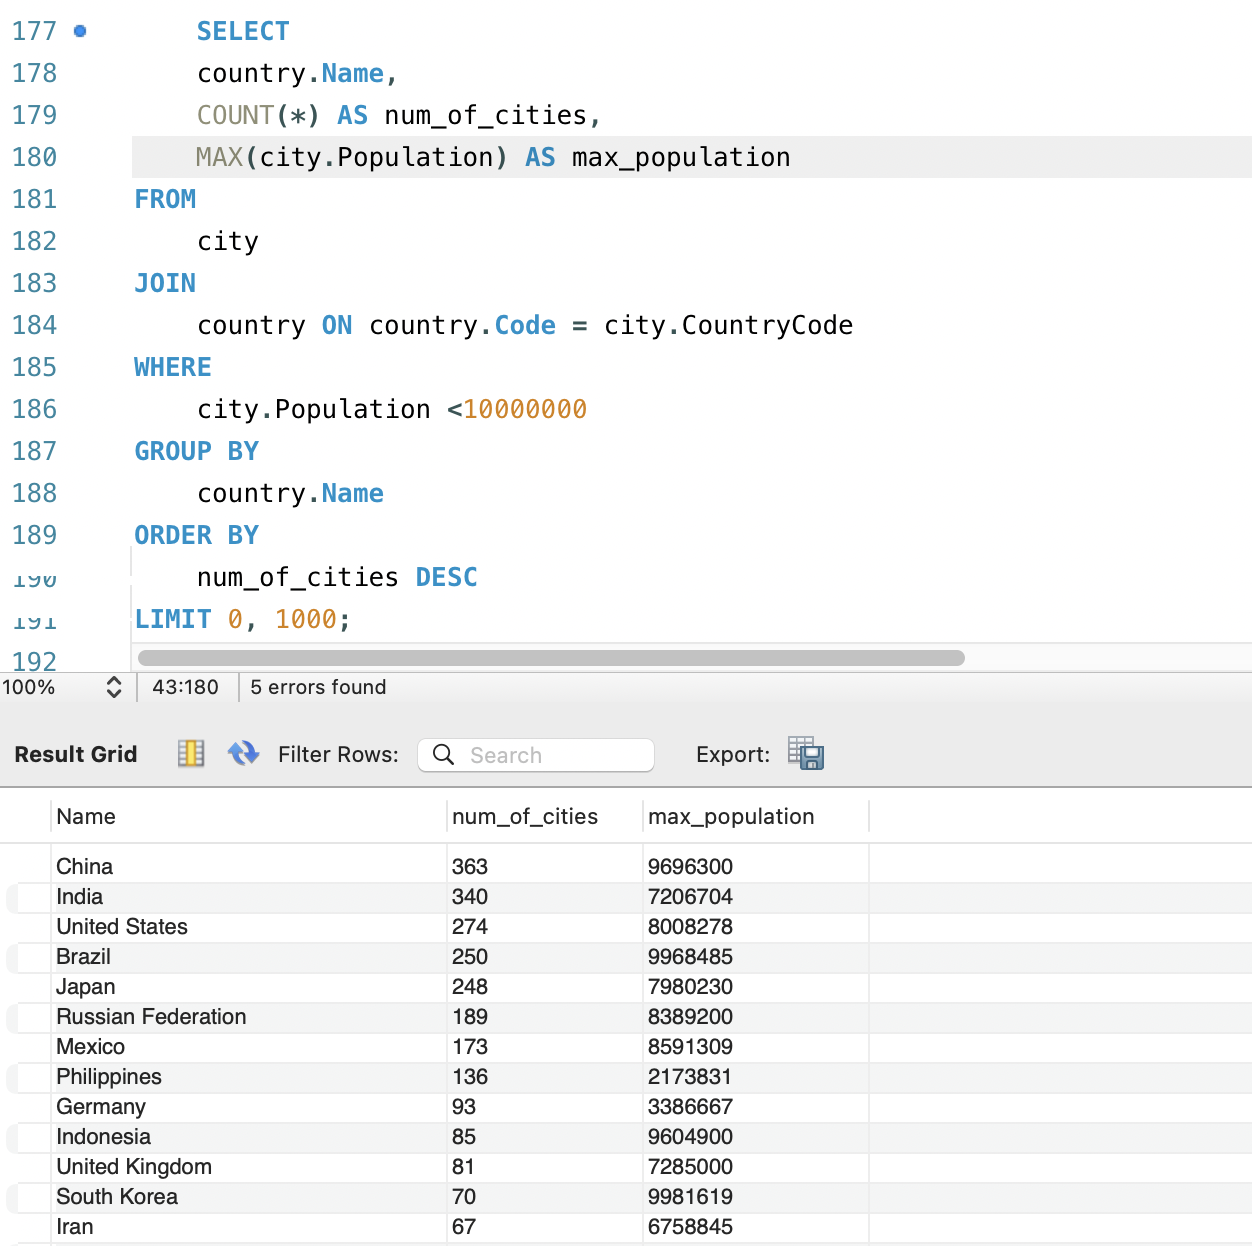 177 SELECT
178 country.Name,
179 COUNT(*) AS num_of_cities,
180 MAX(city.Population) AS max_population
181 FROM
182 city
183 JOIN
184 country ON country.Code = city.CountryCode
185 WHERE
186 city.Population <10000000
187 GROUP BY
188 country.Name
189 ORDER BY
190 num_of_cities DESC
191 LIMIT 0, 1000;
192
100% 43:180 5 errors found
Result Grid Filter Rows: Search Export:
Name num_of_cities max_population
China 363 9696300
India 340 7206704
United States 274 8008278
Brazil 250 9968485
Japan 248 7980230
Russian Federation 189 8389200
Mexico 173 8591309
Philippines 136 2173831
Germany 93 3386667
Indonesia 85 9604900
United Kingdom 81 7285000
South Korea 70 9981619
Iran 67 6758845